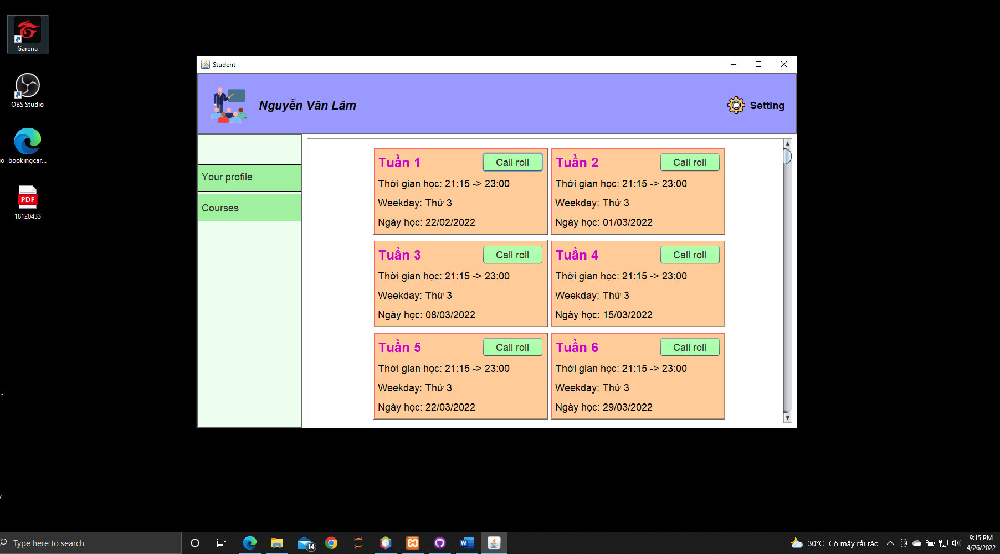 Garena
OBS Studio
io bookingcar...
PDF
18120433
Student
Nguyễn Văn Lâm
Setting
Your profile
Courses
Tuần 1
Call roll
Thời gian học: 21:15 -> 23:00
Weekday: Thứ 3
Ngày học: 22/02/2022
Tuần 2
Call roll
Thời gian học: 21:15 -> 23:00
Weekday: Thứ 3
Ngày học: 01/03/2022
Tuần 3
Call roll
Thời gian học: 21:15 -> 23:00
Weekday: Thứ 3
Ngày học: 08/03/2022
Tuần 4
Call roll
Thời gian học: 21:15 -> 23:00
Weekday: Thứ 3
Ngày học: 15/03/2022
Tuần 5
Call roll
Thời gian học: 21:15 -> 23:00
Weekday: Thứ 3
Ngày học: 22/03/2022
Tuần 6
Call roll
Thời gian học: 21:15 -> 23:00
Weekday: Thứ 3
Ngày học: 29/03/2022
..
Type here to search
14
W
30°C Có mây rải rác
9:15 PM
4/26/2022